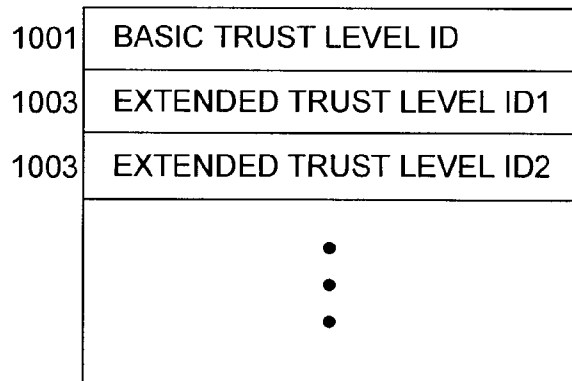 1001 BASIC TRUST LEVEL ID
1003 EXTENDED TRUST LEVEL ID1
1003 EXTENDED TRUST LEVEL ID2